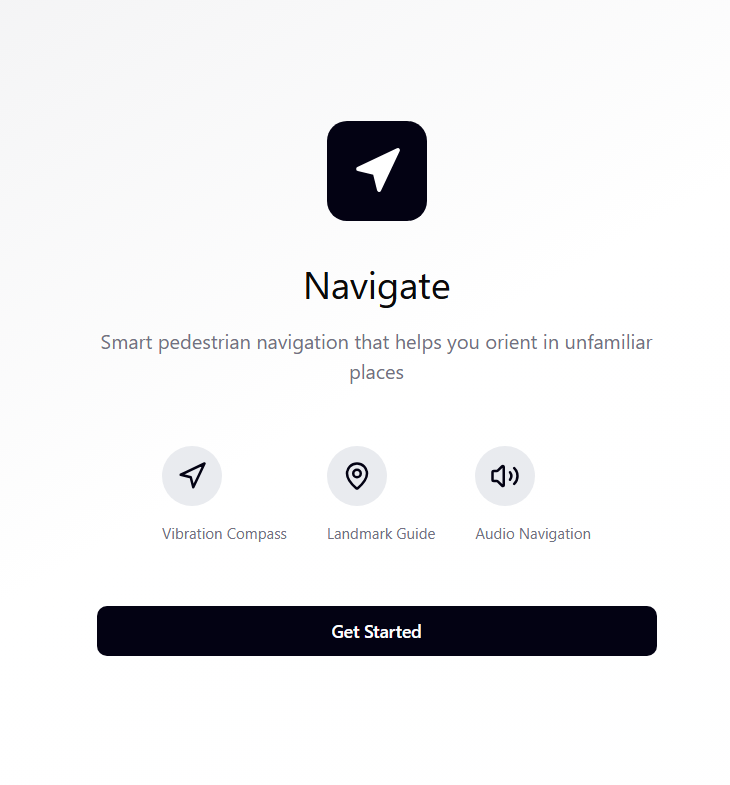 Navigate
Smart pedestrian navigation that helps you orient in unfamiliar
places
Vibration Compass
Landmark Guide
Audio Navigation
Get Started